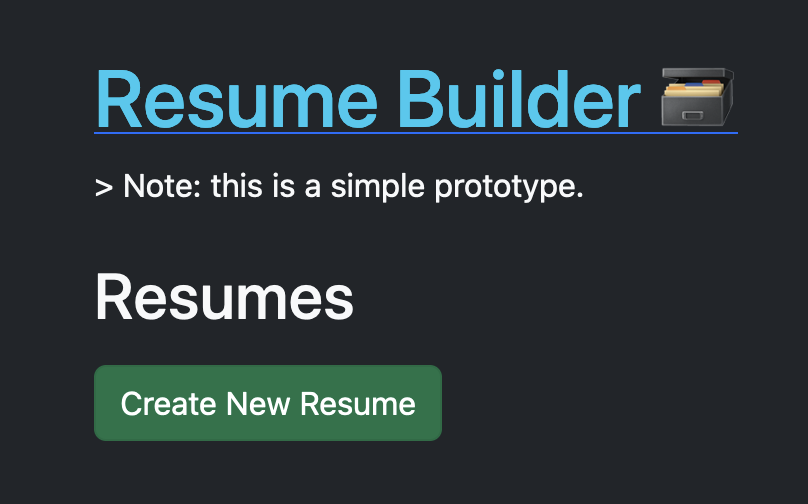 Resume Builder 🗃️
> Note: this is a simple prototype.
Resumes
Create New Resume